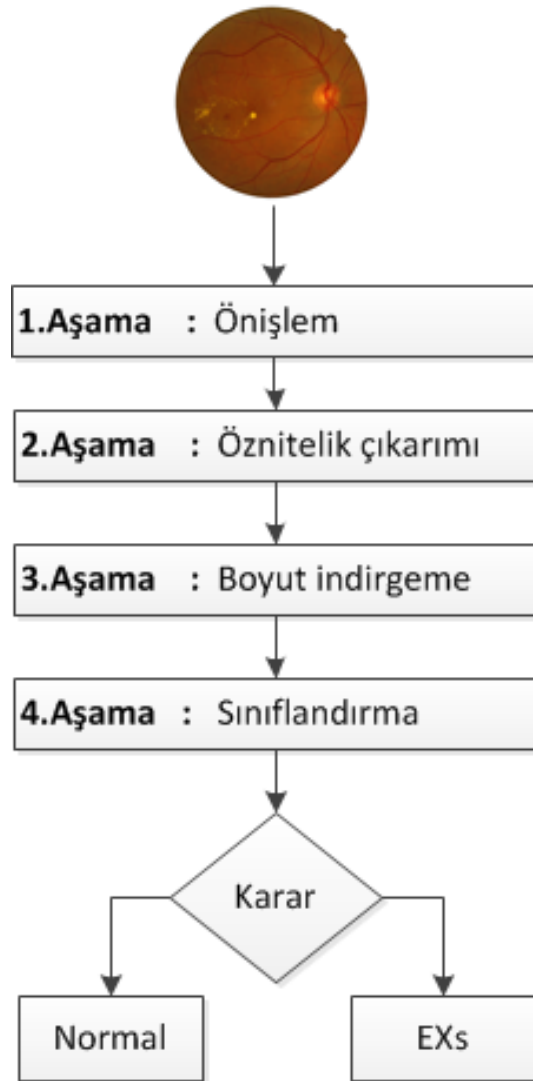 1.Aşama : Önişlem
2.Aşama : Öznitelik çıkarımı
3.Aşama : Boyut indirgeme
4.Aşama : Sınıflandırma
Karar
Normal
EXs